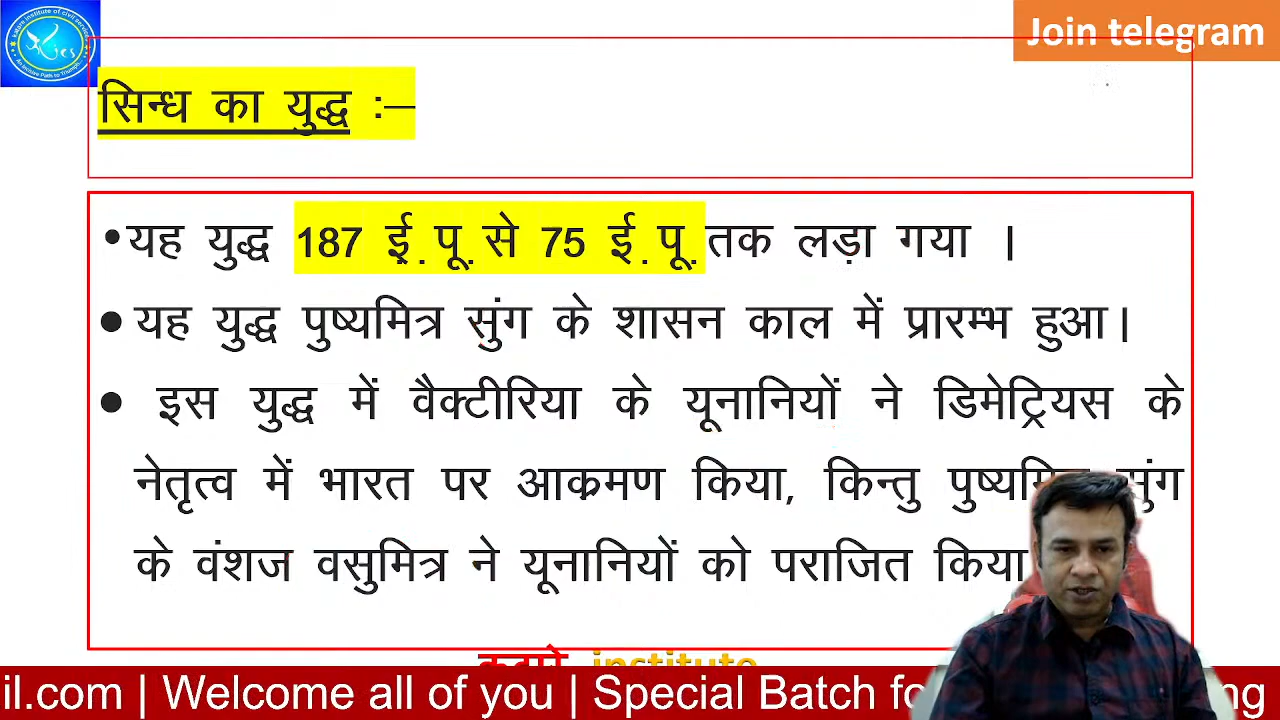 Join telegram
सिन्ध का युद्ध :–
•यह युद्ध 187 ई.पू.से 75 ई.पू.तक लड़ा गया ।
● यह युद्ध पुष्यमित्र सुंग के शासन काल में प्रारम्भ हुआ।
● इस युद्ध में वैक्टीरिया के यूनानियों ने डिमेट्रियस के
नेतृत्व में भारत पर आक्रमण किया, किन्तु सुंग
के वंशज वसुमित्र ने यूनानियों को पराजित किया
institute
il.com | Welcome all of you | Special Batch